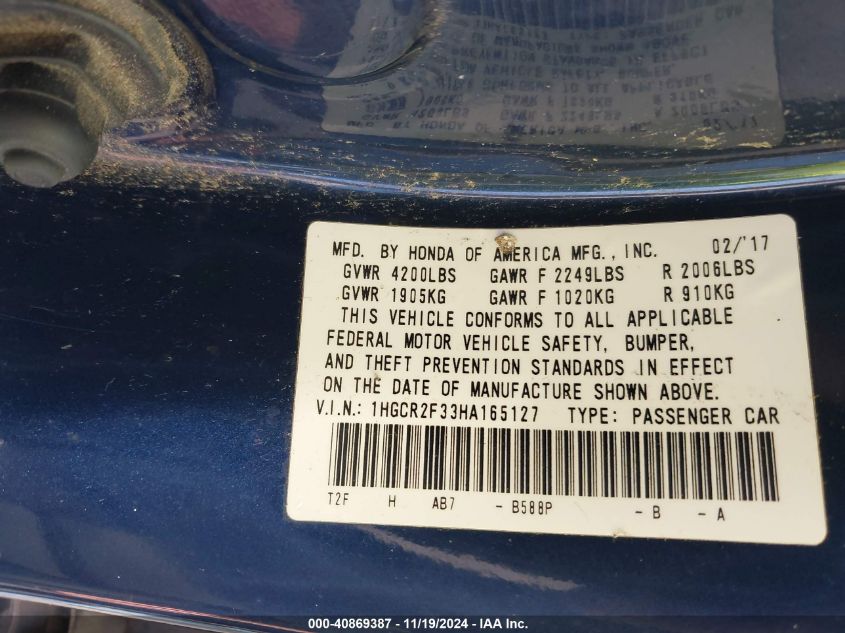 MFD. BY HONDA OF AMERICA MFG., INC. 02/'17
GVWR 4200LBS GAWR F 2249LBS R 2006LBS
GVWR 1905KG GAWR F 1020KG R 910KG
THIS VEHICLE CONFORMS TO ALL APPLICABLE
FEDERAL MOTOR VEHICLE SAFETY, BUMPER,
AND THEFT PREVENTION STANDARDS IN EFFECT
ON THE DATE OF MANUFACTURE SHOWN ABOVE.
V.I.N.: 1HGCR2F33HA165127 TYPE: PASSENGER CAR
T2F H AB7 - B588P - B - A
000-40869387 - 11/19/2024 - IAA Inc.